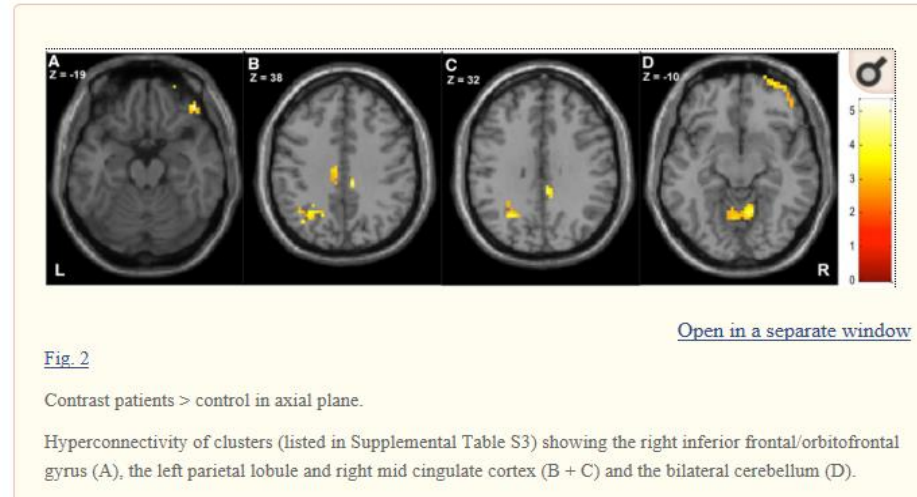 A B C D
Z = -19 Z = 38 Z = 32 Z = -10
5
4
3
2
1
0
L R
Open in a separate window
Fig. 2
Contrast patients > control in axial plane.
Hyperconnectivity of clusters (listed in Supplemental Table S3) showing the right inferior frontal/orbitofrontal
gyrus (A), the left parietal lobule and right mid cingulate cortex (B + C) and the bilateral cerebellum (D).